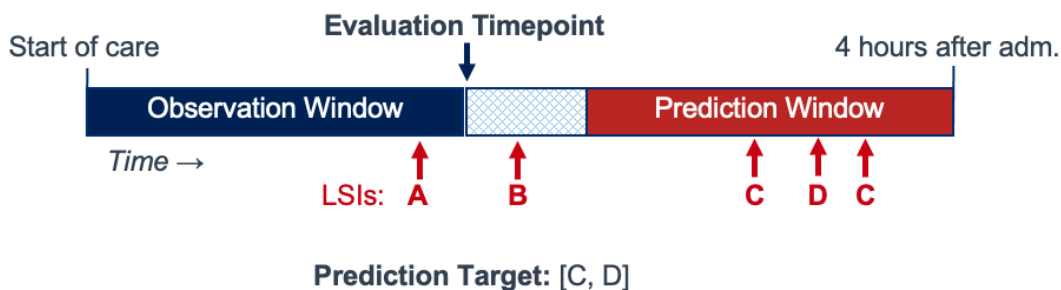 Evaluation Timepoint
Start of care
4 hours after adm.
Observation Window
Prediction Window
Time →
LSIs: A B C D C
Prediction Target: [C, D]